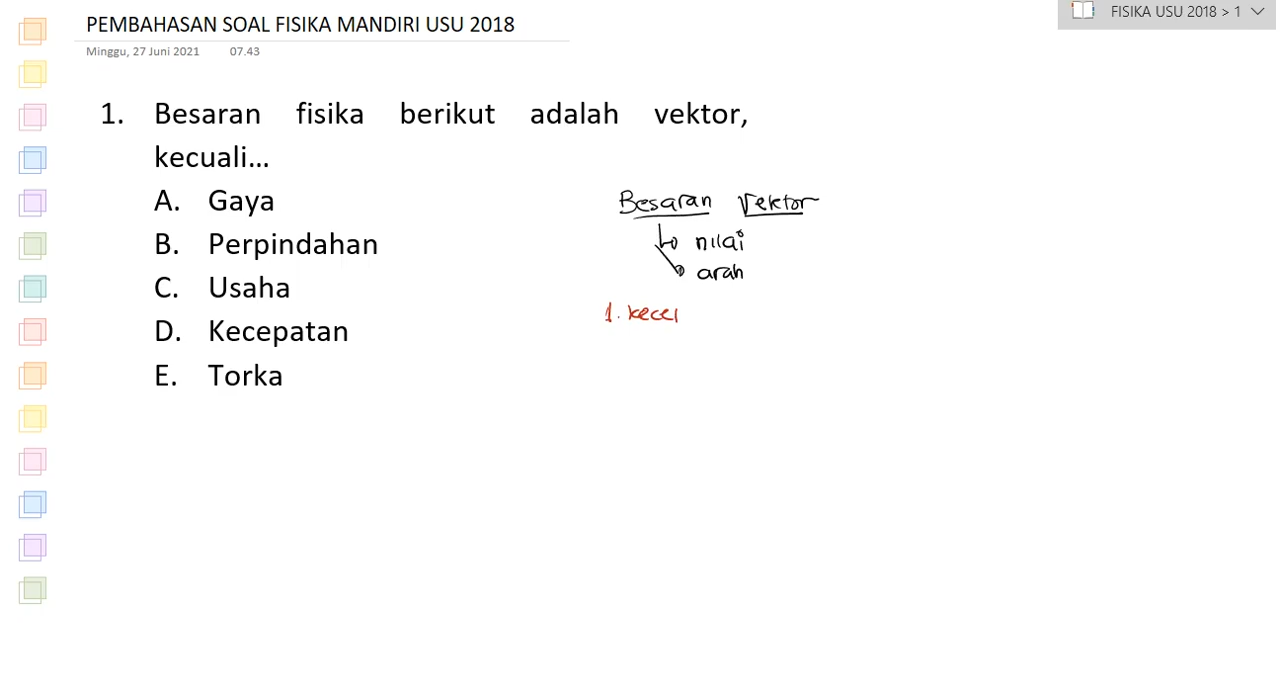 PEMBAHASAN SOAL FISIKA MANDIRI USU 2018
FISIKA USU 2018 > 1
Minggu, 27 Juni 2021 07.43
1. Besaran fisika berikut adalah vektor,
kecuali...
A. Gaya
B. Perpindahan
C. Usaha
D. Kecepatan
E. Torka
Besaran Vektor
nilai
arah
1. kece